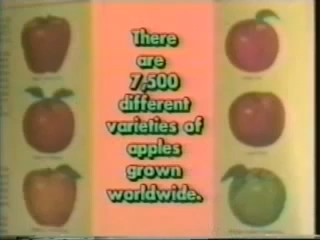 There
are
7,500
different
varieties of
apples
grown
worldwide.